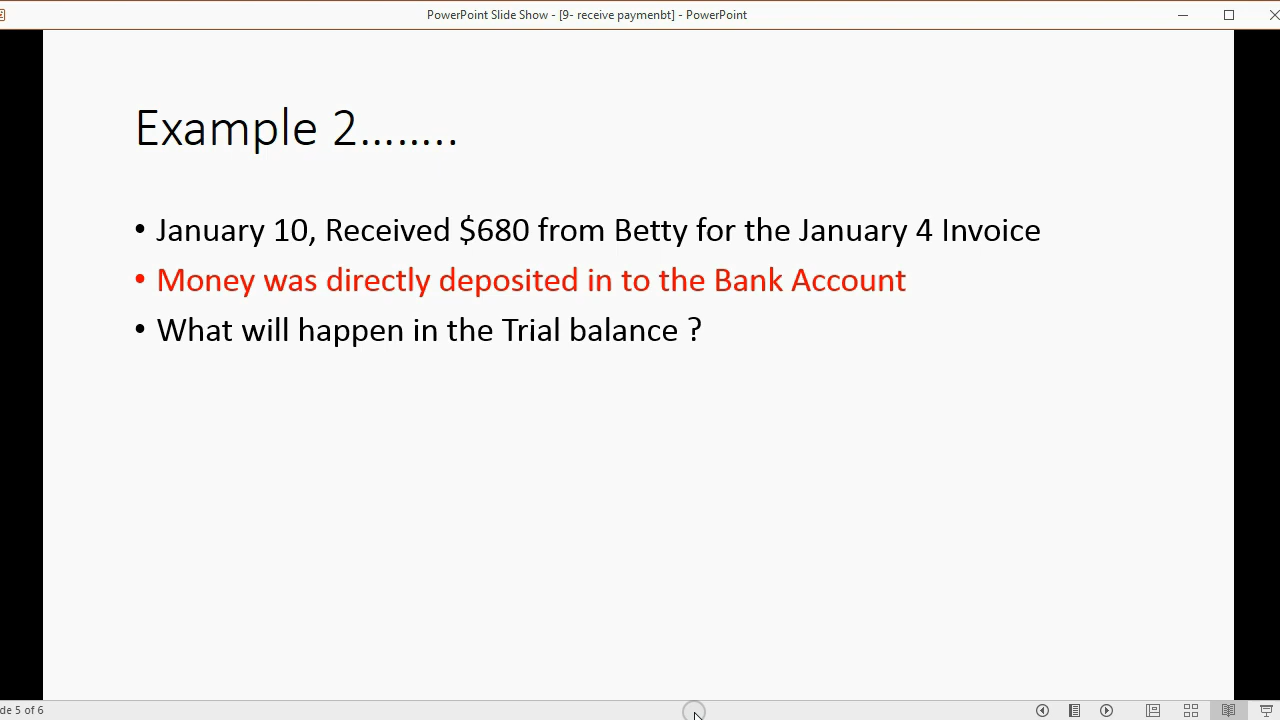 PowerPoint Slide Show - [9- receive paymenbt] - PowerPoint
Example 2........
• January 10, Received $680 from Betty for the January 4 Invoice
• Money was directly deposited in to the Bank Account
• What will happen in the Trial balance ?
de 5 of 6